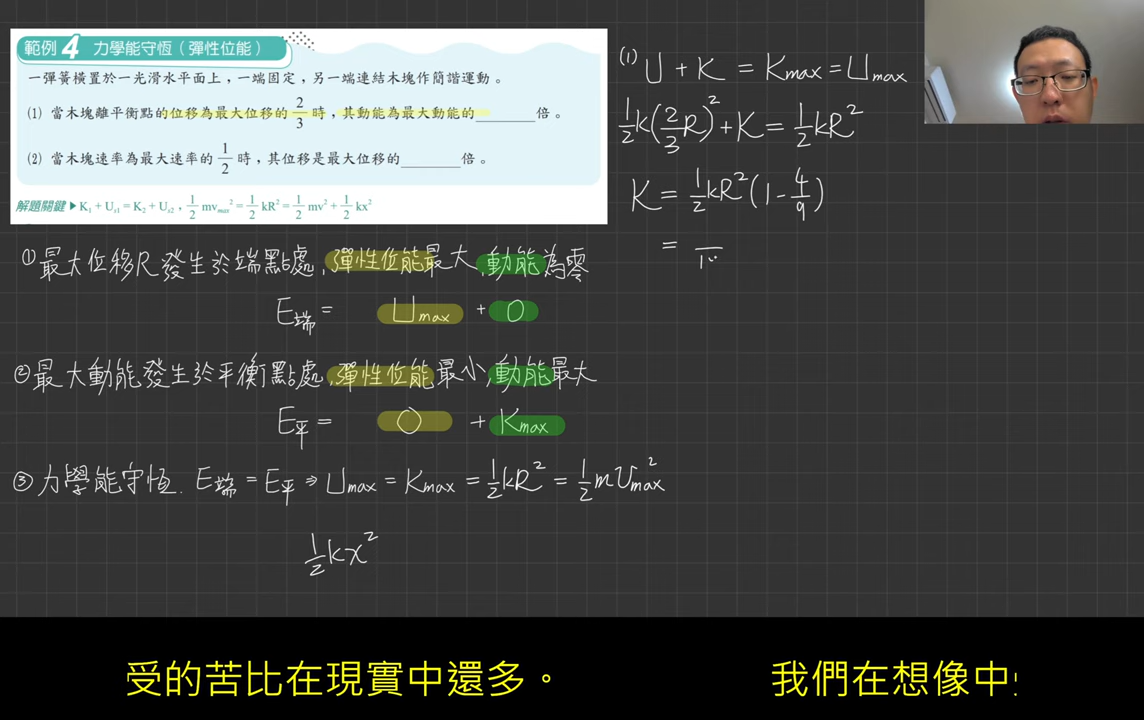 範例 4 力學能守恆(彈性位能)
一彈簧橫置於一光滑水平面上,一端固定,另一端連結木塊作簡諧運動。
(1) 當木塊離平衡點的位移為最大位移的 2/3 時,其動能為最大動能的______倍。
(2) 當木塊速率為最大速率的 1/2 時,其位移是最大位移的______倍。
解題關鍵▶K₁ + Uₛ₁ = K₂ + Uₛ₂,1/2 mvₘₐₓ² = 1/2 kR² = 1/2 mv² + 1/2 kx²
①最大位移R發生於端點處,彈性位能最大,動能為零
E端 = Umax + 0
②最大動能發生於平衡點處,彈性位能最小,動能最大
E平 = 0 + Kmax
③力學能守恆. E端 = E平 ⇒ Umax = Kmax = 1/2 kR² = 1/2 m Vmax²
1/2 kx²
(1) U + K = Kmax = Umax
1/2 k(2/3 R)² + K = 1/2 kR²
K = 1/2 kR² (1 - 4/9)
=
受的苦比在現實中還多。 我們在想像中